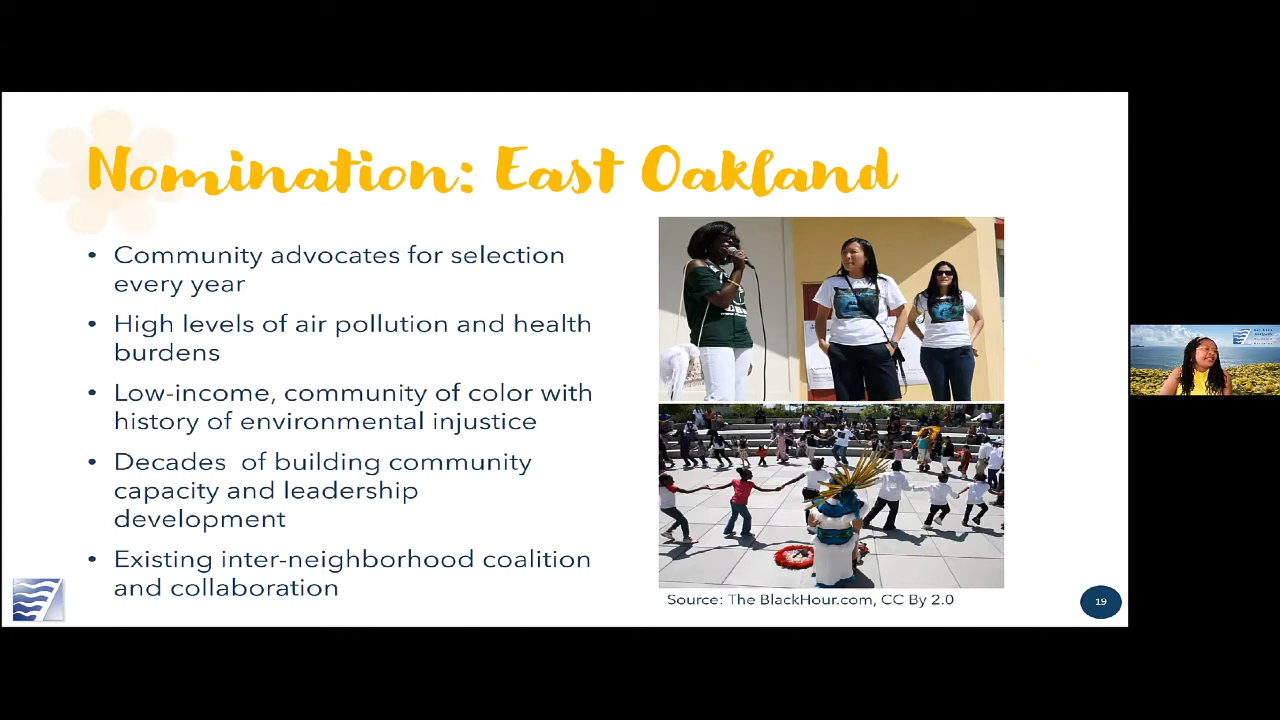 Nomination: East Oakland
• Community advocates for selection
every year
• High levels of air pollution and health
burdens
• Low-income, community of color with
history of environmental injustice
• Decades  of building community
capacity and leadership
development
• Existing inter-neighborhood coalition
and collaboration
Source: The BlackHour.com, CC By 2.0
19